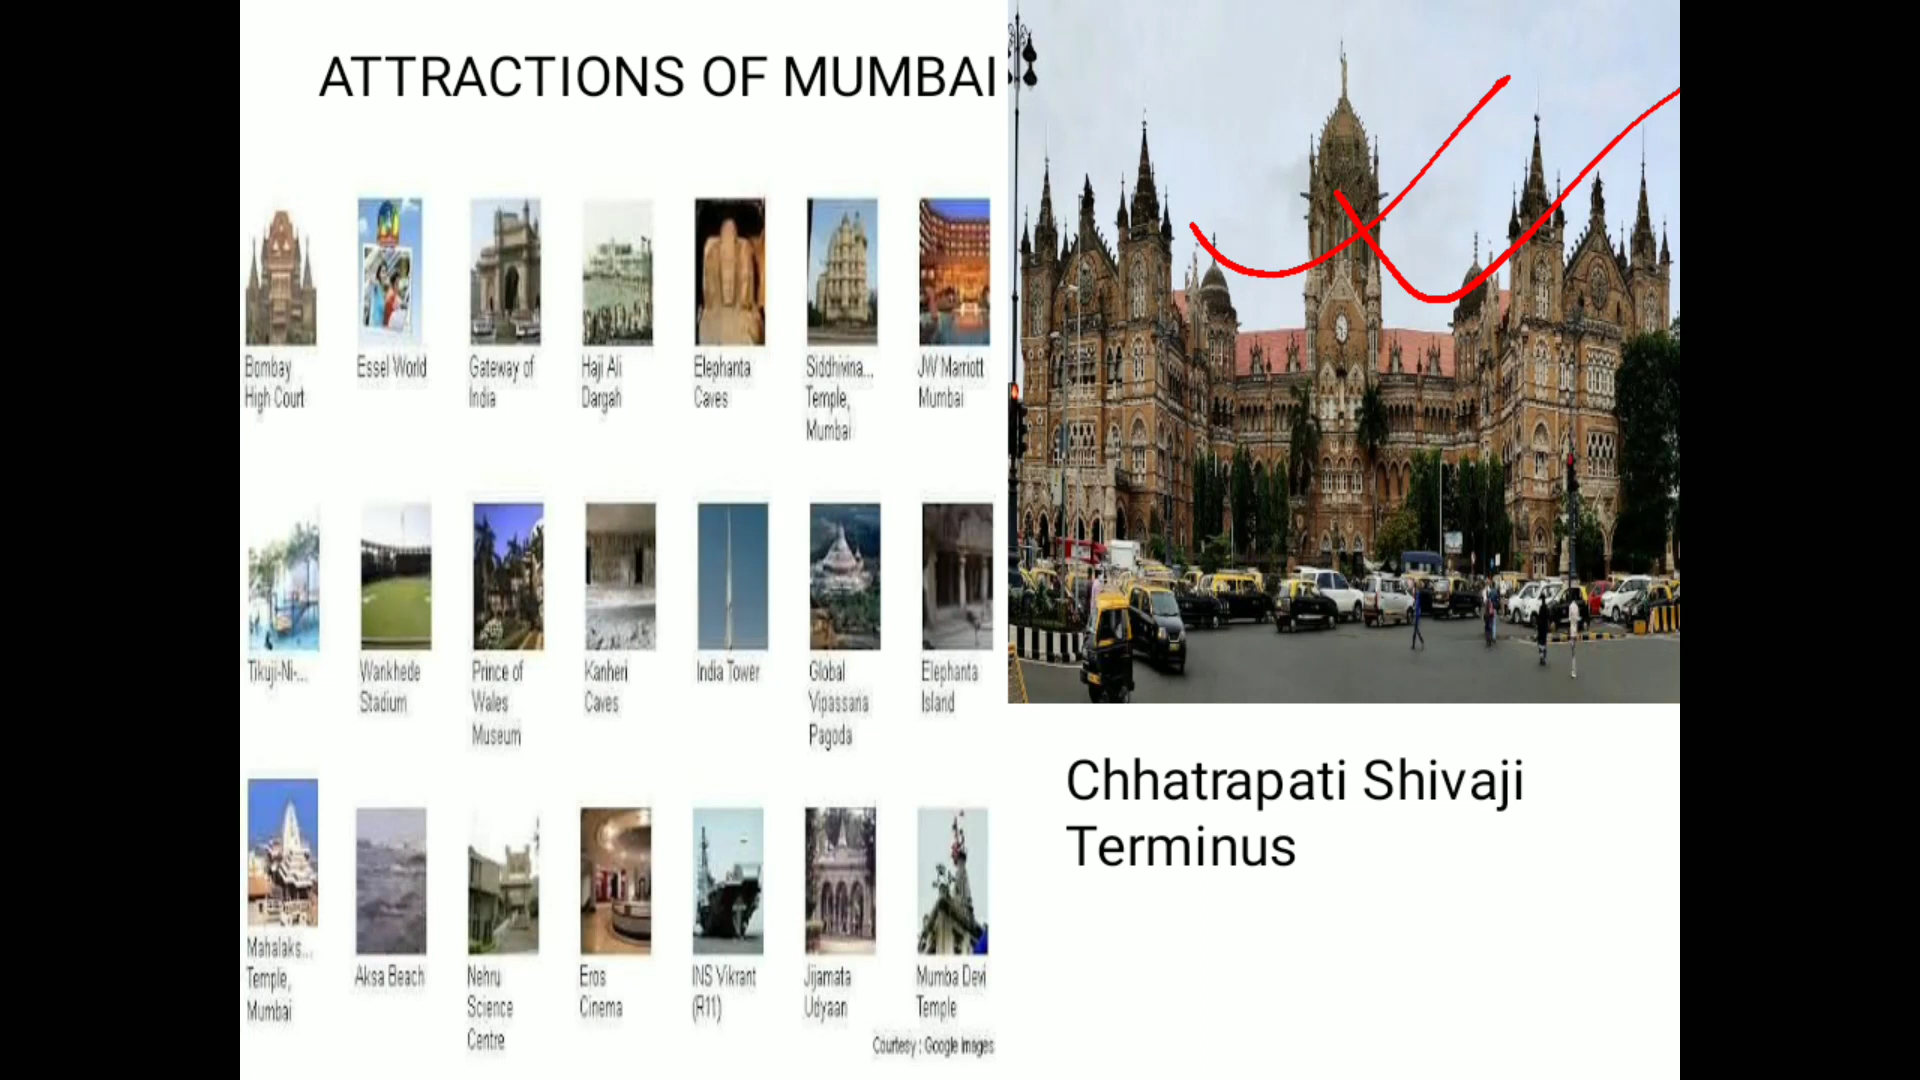 ATTRACTIONS OF MUMBAI
Bombay
High Court
Essel World
Gateway of
India
Haji Ali
Dargah
Elephanta
Caves
Siddhivina...
Temple,
Mumbai
JW Marriott
Mumbai
Tikuji-Ni-...
Wankhede
Stadium
Prince of
Wales
Museum
Kanheri
Caves
India Tower
Global
Vipassana
Pagoda
Elephanta
Island
Mahalaks...
Temple,
Mumbai
Aksa Beach
Nehru
Science
Centre
Eros
Cinema
INS Vikrant
(R11)
Jijamata
Udyaan
Mumba Devi
Temple
Courtesy : Google Images
Chhatrapati Shivaji
Terminus